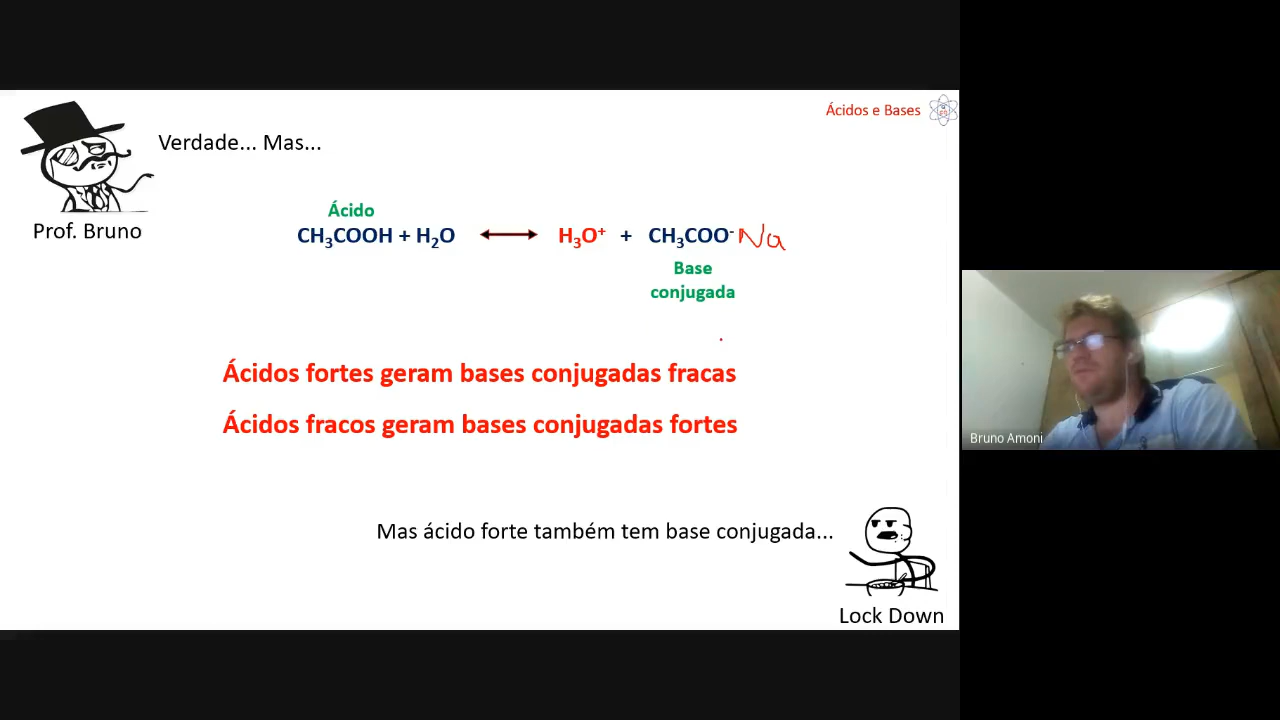 Ácidos e Bases
Verdade... Mas...
Prof. Bruno
Ácido
CH₃COOH + H₂O ⟷ H₃O⁺ + CH₃COO⁻ Na
Base
conjugada
Ácidos fortes geram bases conjugadas fracas
Ácidos fracos geram bases conjugadas fortes
Mas ácido forte também tem base conjugada...
Lock Down
Bruno Amoni